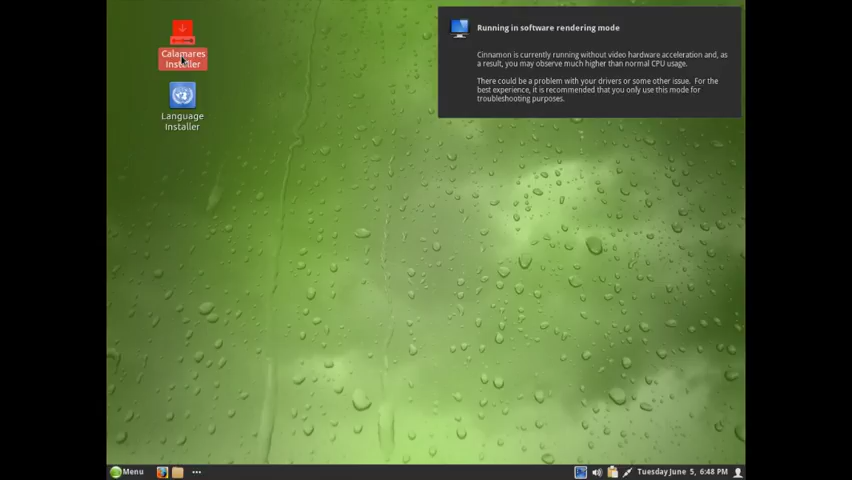 Running in software rendering mode
Cinnamon is currently running without video hardware acceleration and, as
a result, you may observe much higher than normal CPU usage.
There could be a problem with your drivers or some other issue. For the
best experience, it is recommended that you only use this mode for
troubleshooting purposes.
Calamares
Installer
Language
Installer
Menu
Tuesday June 5, 6:48 PM